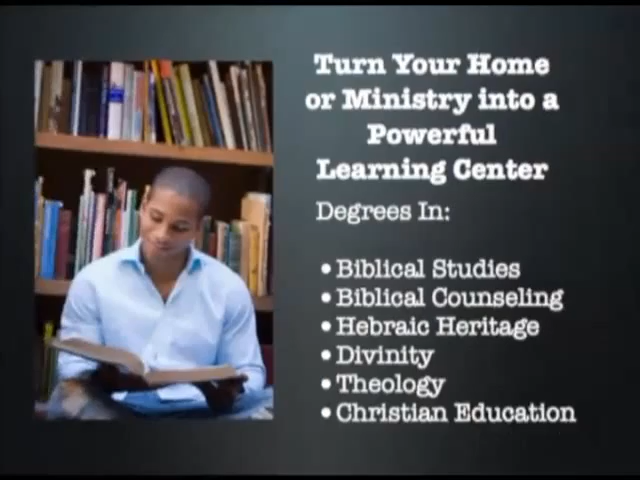 Turn Your Home
or Ministry into a
Powerful
Learning Center
Degrees In:
• Biblical Studies
• Biblical Counseling
• Hebraic Heritage
• Divinity
• Theology
• Christian Education